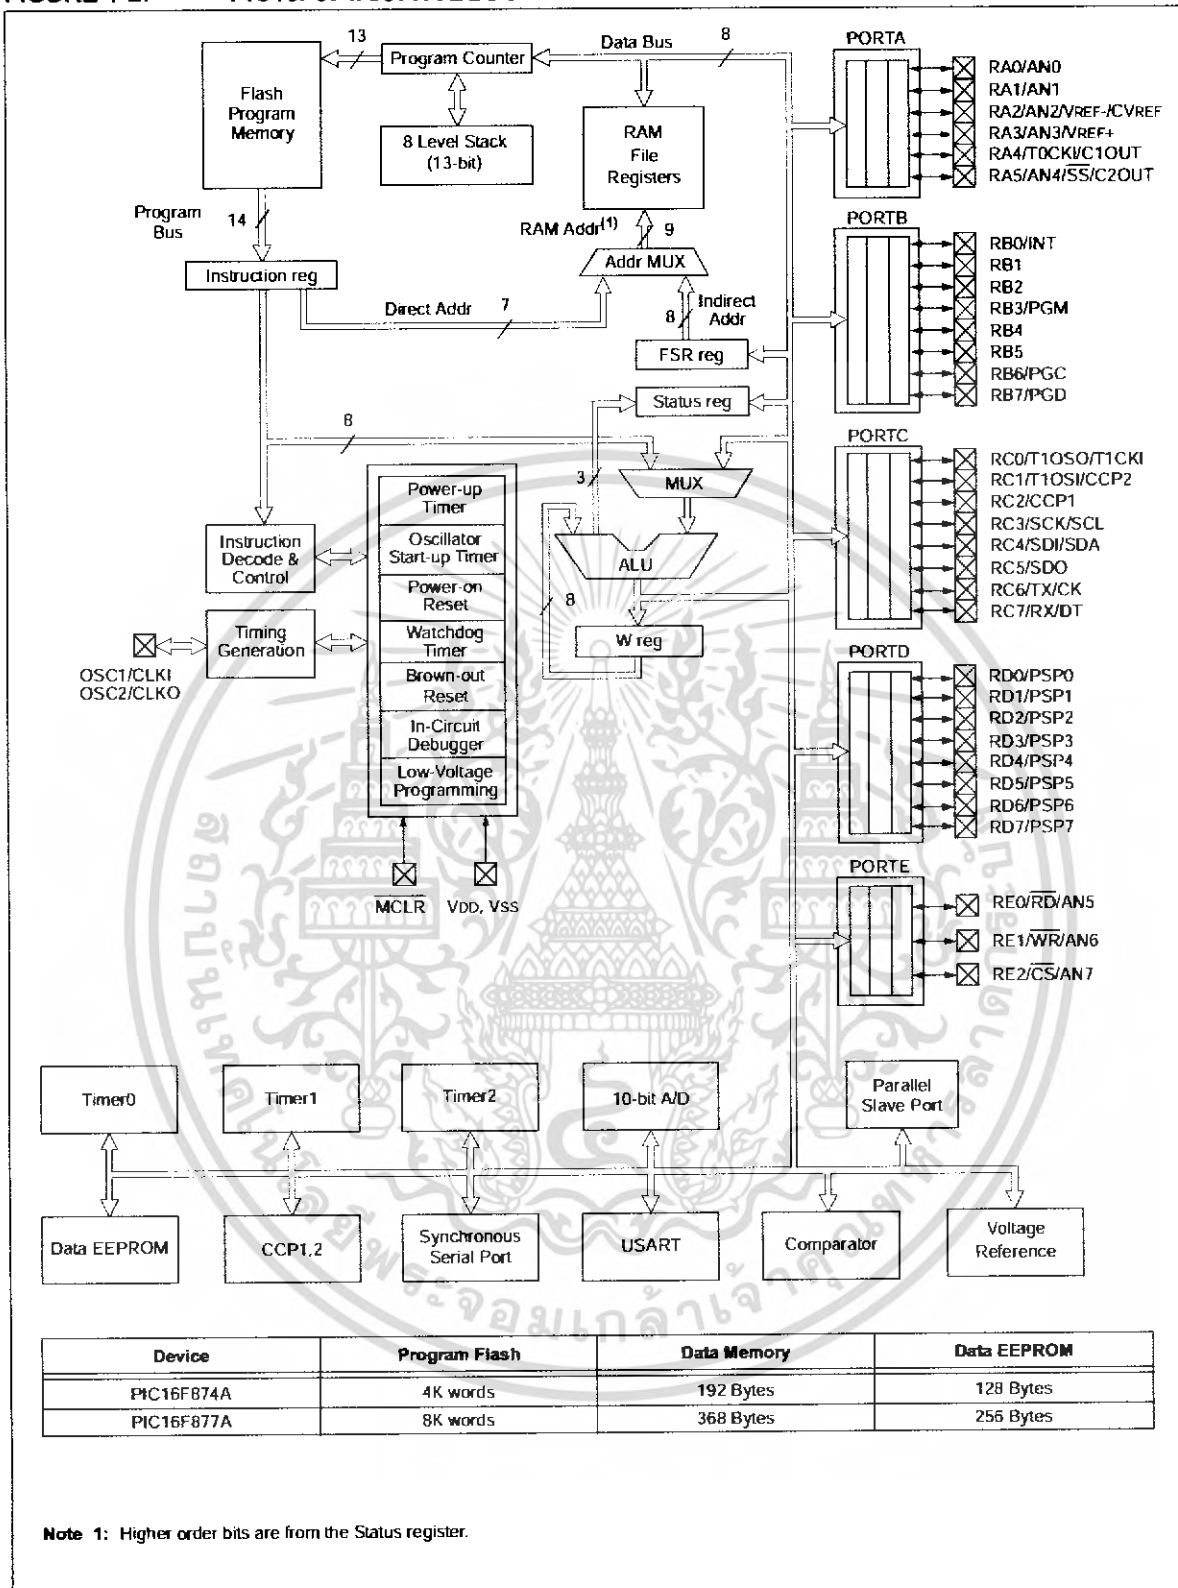 13
Data Bus
8
PORTA
Program Counter
Flash
Program
Memory
8 Level Stack
(13-bit)
RAM
File
Registers
RA0/AN0
RA1/AN1
RA2/AN2/VREF-/CVREF
RA3/AN3/VREF+
RA4/T0CKI/C1OUT
RA5/AN4/SS/C2OUT
Program
Bus
14
RAM Addr(1)
9
PORTB
Addr MUX
Instruction reg
Direct Addr
7
8
Indirect
Addr
FSR reg
Status reg
RB0/INT
RB1
RB2
RB3/PGM
RB4
RB5
RB6/PGC
RB7/PGD
8
3
MUX
ALU
8
W reg
PORTC
RC0/T1OSO/T1CKI
RC1/T1OSI/CCP2
RC2/CCP1
RC3/SCK/SCL
RC4/SDI/SDA
RC5/SDO
RC6/TX/CK
RC7/RX/DT
Instruction
Decode &
Control
Timing
Generation
OSC1/CLKI
OSC2/CLKO
Power-up
Timer
Oscillator
Start-up Timer
Power-on
Reset
Watchdog
Timer
Brown-out
Reset
In-Circuit
Debugger
Low-Voltage
Programming
MCLR
VDD, VSS
PORTD
RD0/PSP0
RD1/PSP1
RD2/PSP2
RD3/PSP3
RD4/PSP4
RD5/PSP5
RD6/PSP6
RD7/PSP7
PORTE
RE0/RD/AN5
RE1/WR/AN6
RE2/CS/AN7
Timer0
Timer1
Timer2
10-bit A/D
Parallel
Slave Port
Data EEPROM
CCP1,2
Synchronous
Serial Port
USART
Comparator
Voltage
Reference
Device Program Flash Data Memory Data EEPROM
PIC16F874A 4K words 192 Bytes 128 Bytes
PIC16F877A 8K words 368 Bytes 256 Bytes
Note 1: Higher order bits are from the Status register.